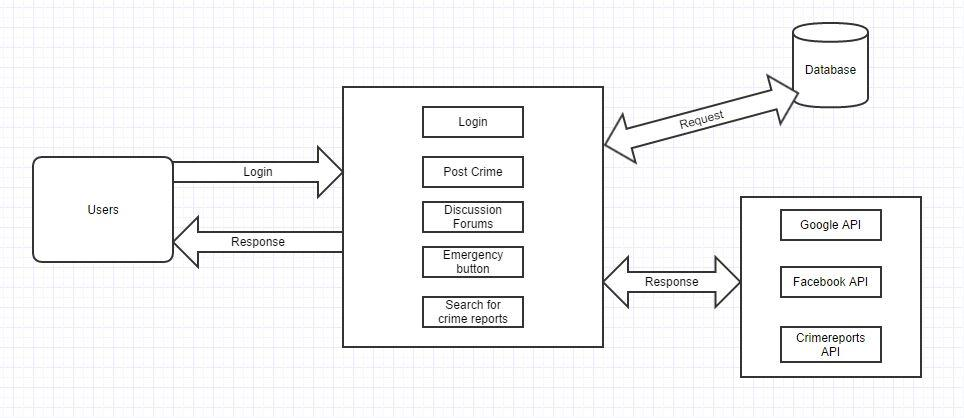 Database
Login
Request
Post Crime
Login
Users
Discussion
Forums
Google API
Response
Emergency
button
Response
Facebook API
Search for
crime reports
Crimereports
API